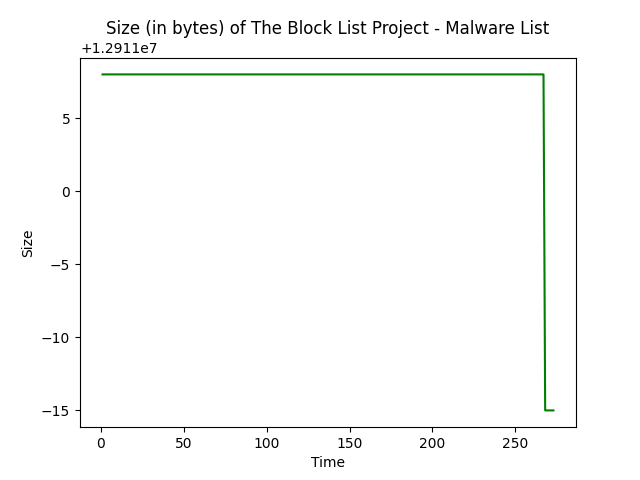 Size (in bytes) of The Block List Project - Malware List
+1.2911e7
5
0
−5
−10
−15
Size
0
50
100
150
200
250
Time